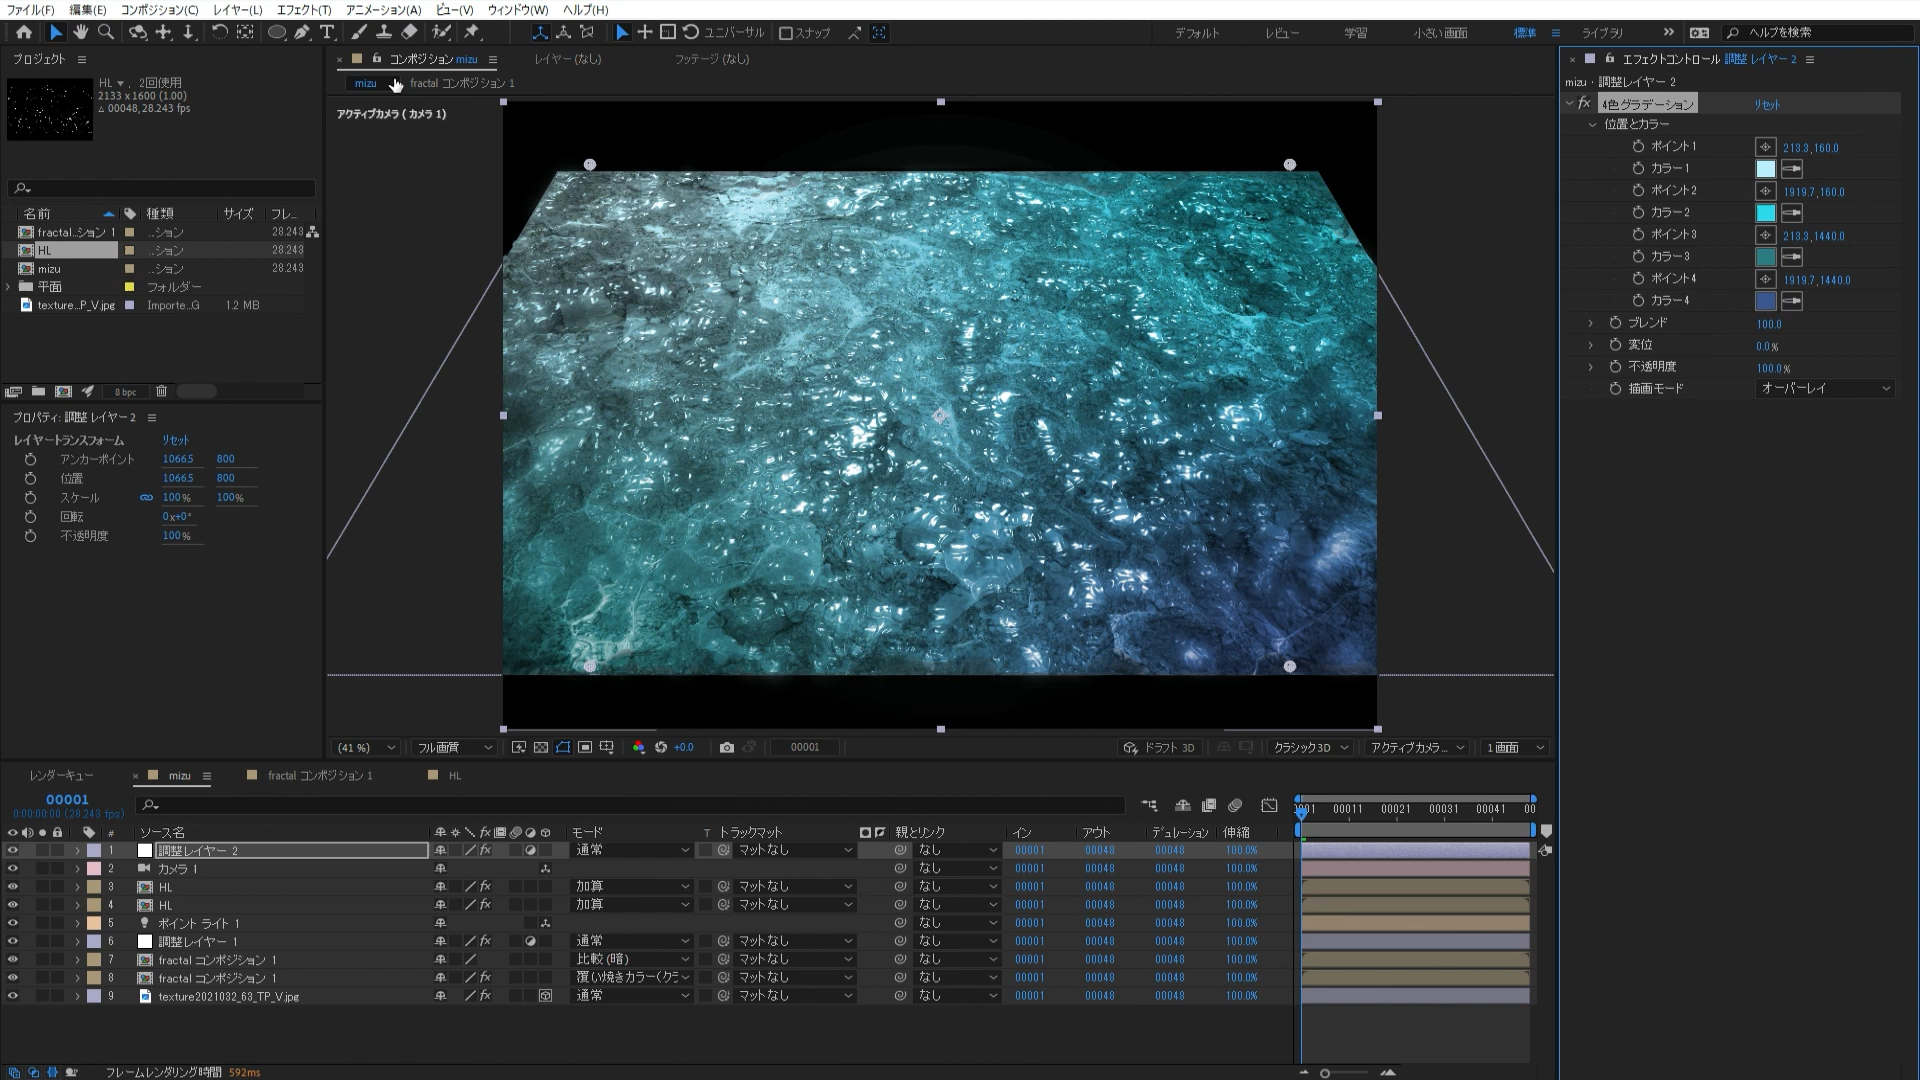 ファイル(F) 編集(E) コンポジション(C) レイヤー(L) エフェクト(T) アニメーション(A) ビュー(V) ウィンドウ(W) ヘルプ(H)
ユニバーサル スナップ デフォルト レビュー 学習 小さい画面 標準 ライブラリ ヘルプを検索
プロジェクト
HL , 2回使用
2133 x 1600 (1.00)
△ 00048, 28.243 fps
名前 種類 サイズ フレ...
fractal...ション 1 ...ション 28.243
HL ...ション 28.243
mizu ...ション 28.243
平面 フォルダー
texture...P_V.jpg Importe...G 1.2 MB
8 bpc
プロパティ: 調整 レイヤー 2
レイヤートランスフォーム リセット
アンカーポイント 1066.5 800
位置 1066.5 800
スケール 100 % 100 %
回転 0x+0°
不透明度 100 %
コンポジション mizu レイヤー (なし) フッテージ (なし)
mizu fractal コンポジション 1
アクティブカメラ (カメラ 1)
(41 %) フル画質 +0.0 00001 ドラフト 3D クラシック3D アクティブカメラ... 1 画面
エフェクトコントロール 調整 レイヤー 2
mizu · 調整レイヤー 2
fx 4色グラデーション リセット
位置とカラー
ポイント1 213.3,160.0
カラー1
ポイント2 1919.7,160.0
カラー2
ポイント3 213.3,1440.0
カラー3
ポイント4 1919.7,1440.0
カラー4
ブレンド 100.0
変位 0.0%
不透明度 100.0%
描画モード オーバーレイ
レンダーキュー mizu fractal コンポジション 1 HL
00001
0:00:00:00 (28.243 fps)
00011 00021 00031 00041 00
# ソース名 fx モード T トラックマット 親とリンク イン アウト デュレーション 伸縮
1 調整レイヤー 2 fx 通常 マットなし なし 00001 00048 00048 100.0%
2 カメラ 1 なし 00001 00048 00048 100.0%
3 HL fx 加算 マットなし なし 00001 00048 00048 100.0%
4 HL fx 加算 マットなし なし 00001 00048 00048 100.0%
5 ポイント ライト 1 なし 00001 00048 00048 100.0%
6 調整レイヤー 1 fx 通常 マットなし なし 00001 00048 00048 100.0%
7 fractal コンポジション 1 比較 (暗) マットなし なし 00001 00048 00048 100.0%
8 fractal コンポジション 1 fx 覆い焼きカラー(クラ マットなし なし 00001 00048 00048 100.0%
9 texture2021032_63_TP_V.jpg fx 通常 マットなし なし 00001 00048 00048 100.0%
フレームレンダリング時間 592ms